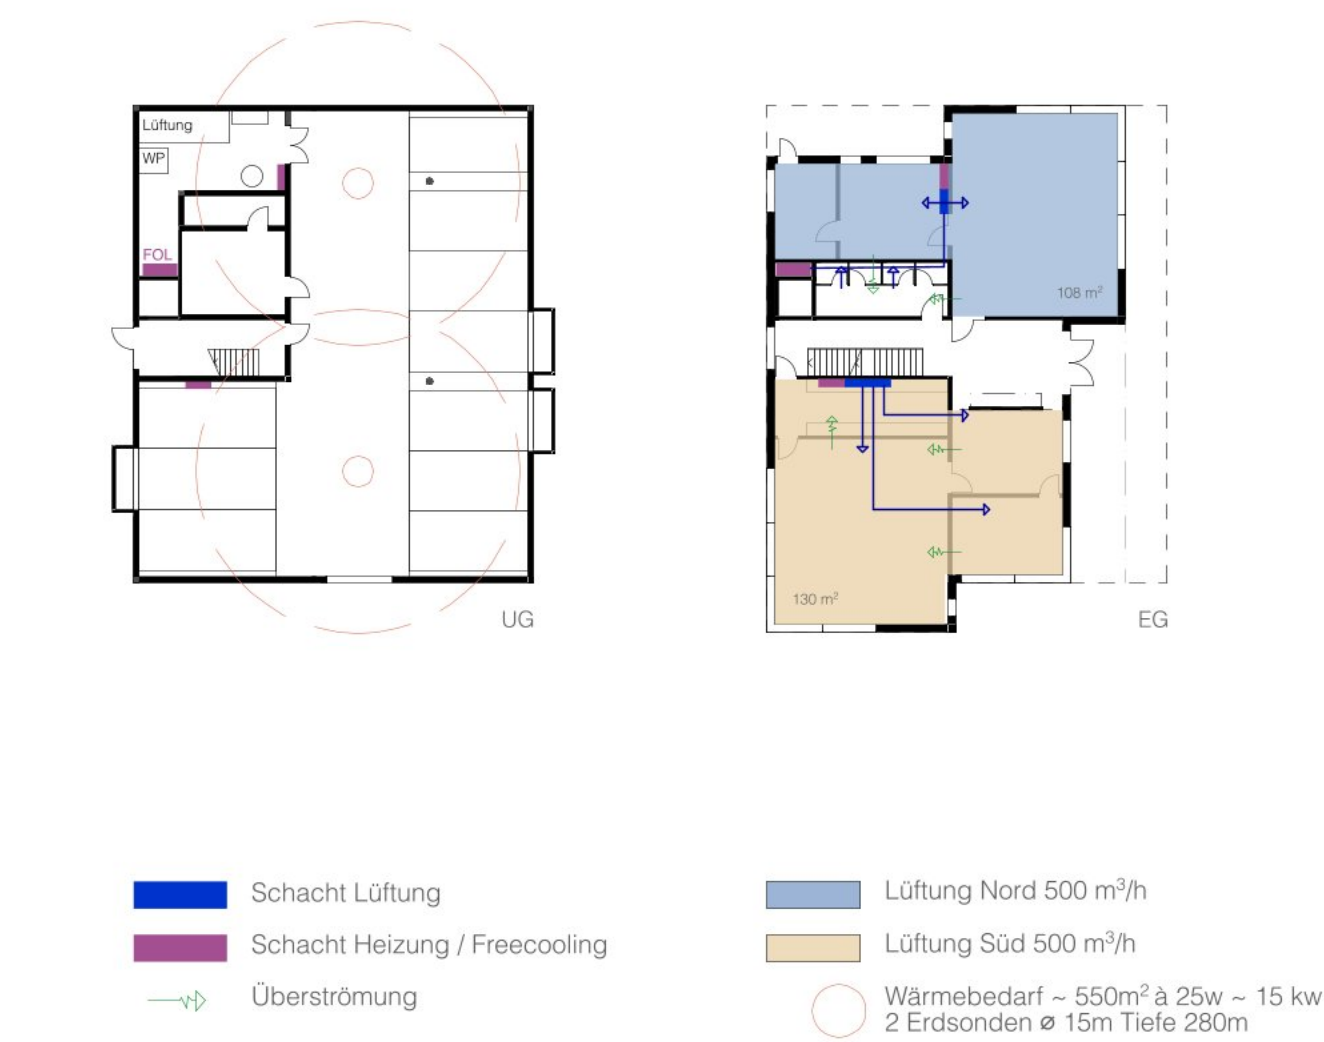 Lüftung
WP
FOL
UG
108 m²
130 m²
EG
Schacht Lüftung
Schacht Heizung / Freecooling
Überströmung
Lüftung Nord 500 m³/h
Lüftung Süd 500 m³/h
Wärmebedarf ~ 550m² à 25w ~ 15 kw
2 Erdsonden ø 15m Tiefe 280m